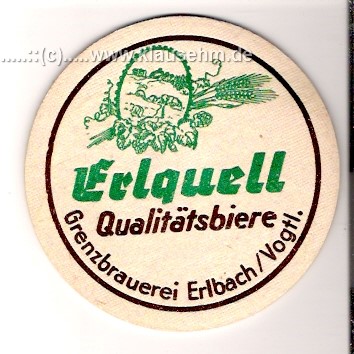 .....::(c).....www.klausehm.de
Erlquell
Qualitätsbiere
Grenzbrauerei Erlbach/Vogtl.